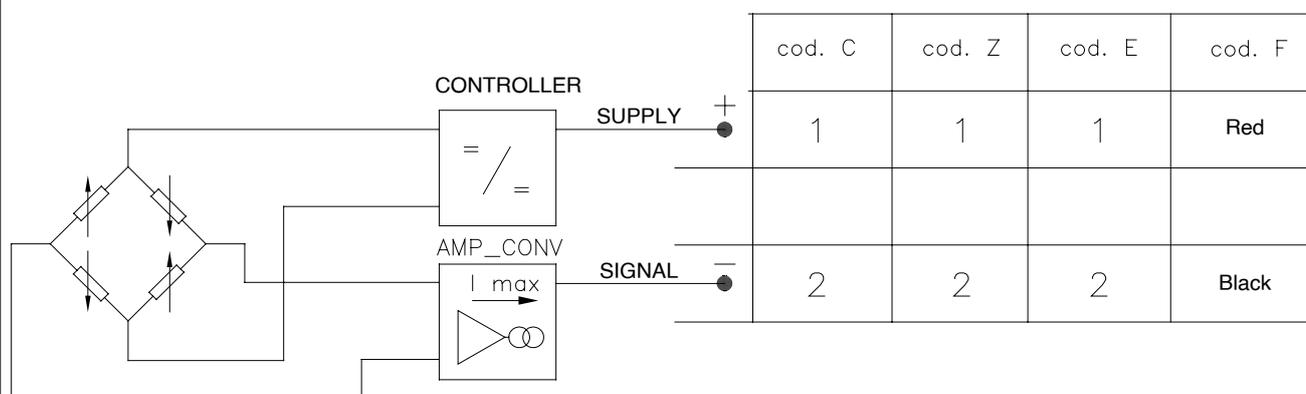 cod. C cod. Z cod. E cod. F
CONTROLLER
SUPPLY + 1 1 1 Red
= / =
AMP_CONV
SIGNAL − 2 2 2 Black
I max